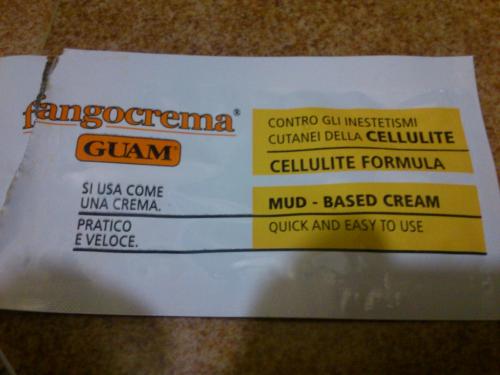 fangocrema®
GUAM®
SI USA COME
UNA CREMA.
PRATICO
E VELOCE.
CONTRO GLI INESTETISMI
CUTANEI DELLA CELLULITE
CELLULITE FORMULA
MUD - BASED CREAM
QUICK AND EASY TO USE